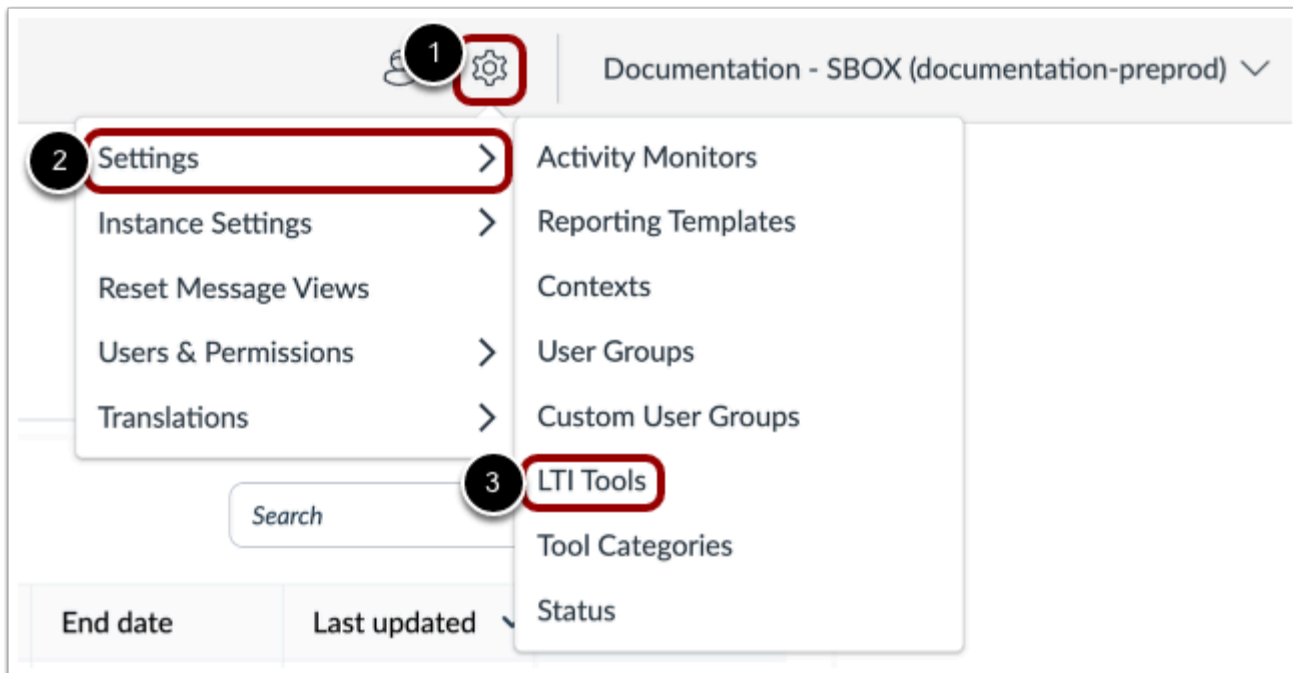 1
Documentation - SBOX (documentation-preprod)
2
Settings
Instance Settings
Reset Message Views
Users & Permissions
Translations
Activity Monitors
Reporting Templates
Contexts
User Groups
Custom User Groups
3
LTI Tools
Tool Categories
Status
Search
End date
Last updated